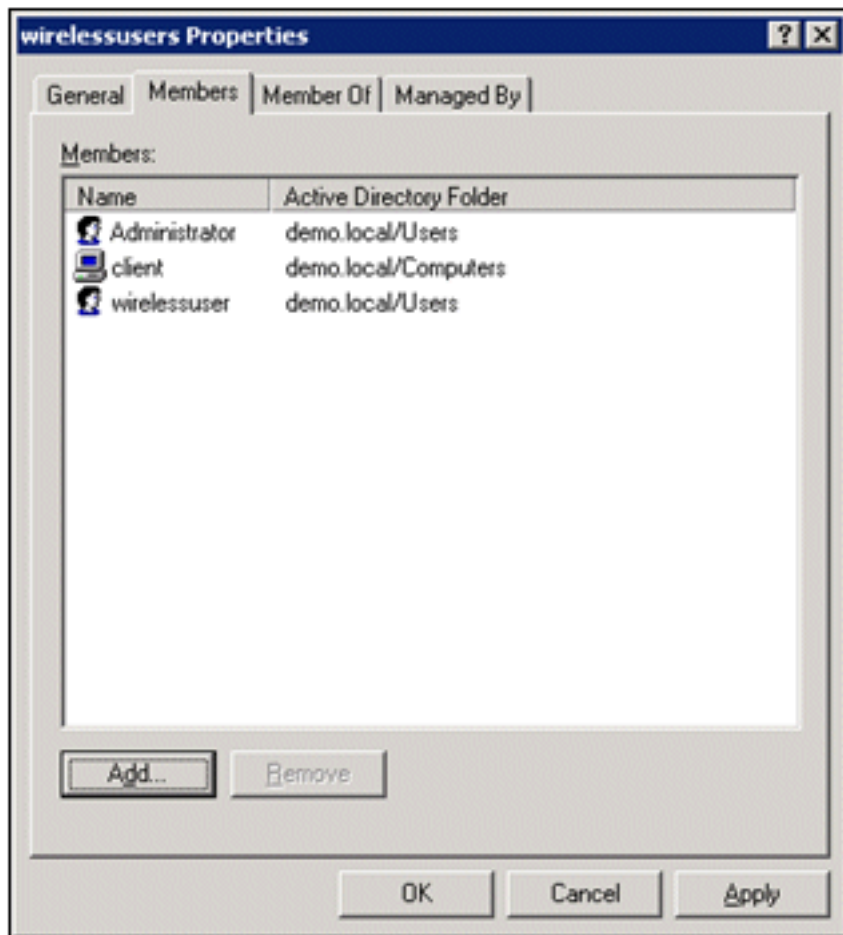 wirelessusers Properties
General Members Member Of Managed By
Members:
Name Active Directory Folder
Administrator demo.local/Users
client demo.local/Computers
wirelessuser demo.local/Users
Add... Remove
OK Cancel Apply